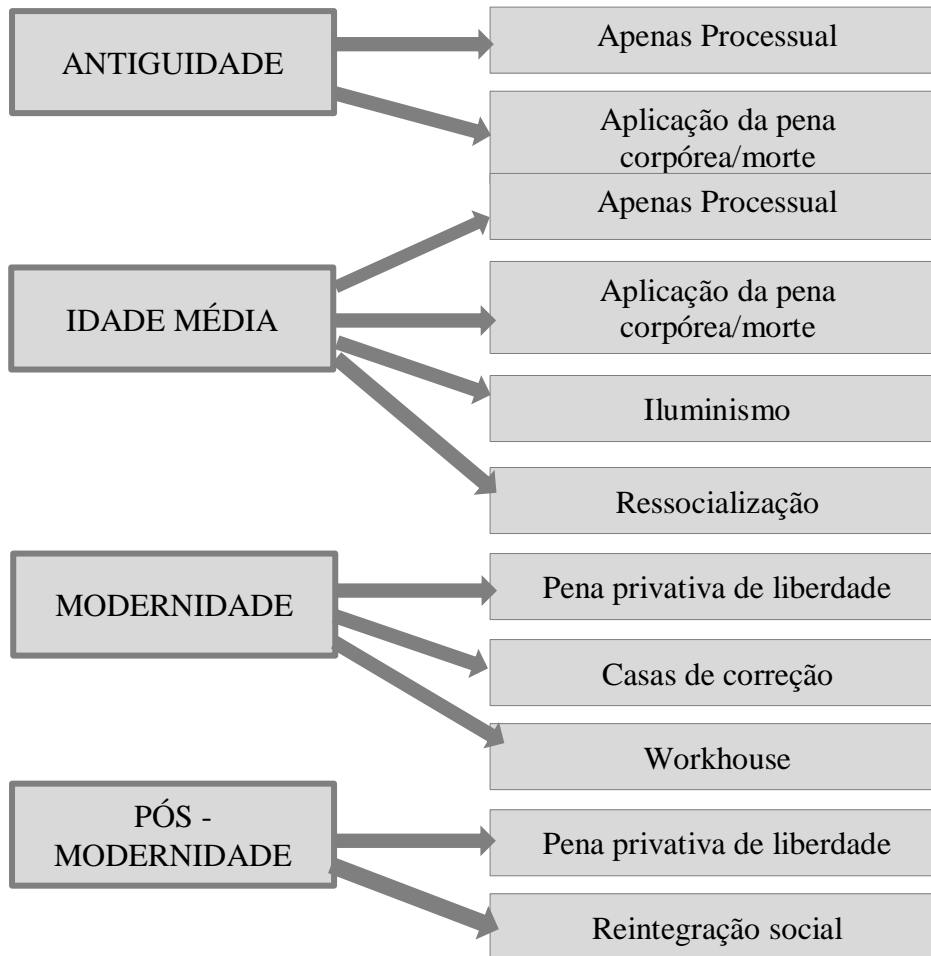 ANTIGUIDADE
Apenas Processual
Aplicação da pena
corpórea/morte
IDADE MÉDIA
Apenas Processual
Aplicação da pena
corpórea/morte
Iluminismo
Ressocialização
MODERNIDADE
Pena privativa de liberdade
Casas de correção
Workhouse
PÓS -
MODERNIDADE
Pena privativa de liberdade
Reintegração social